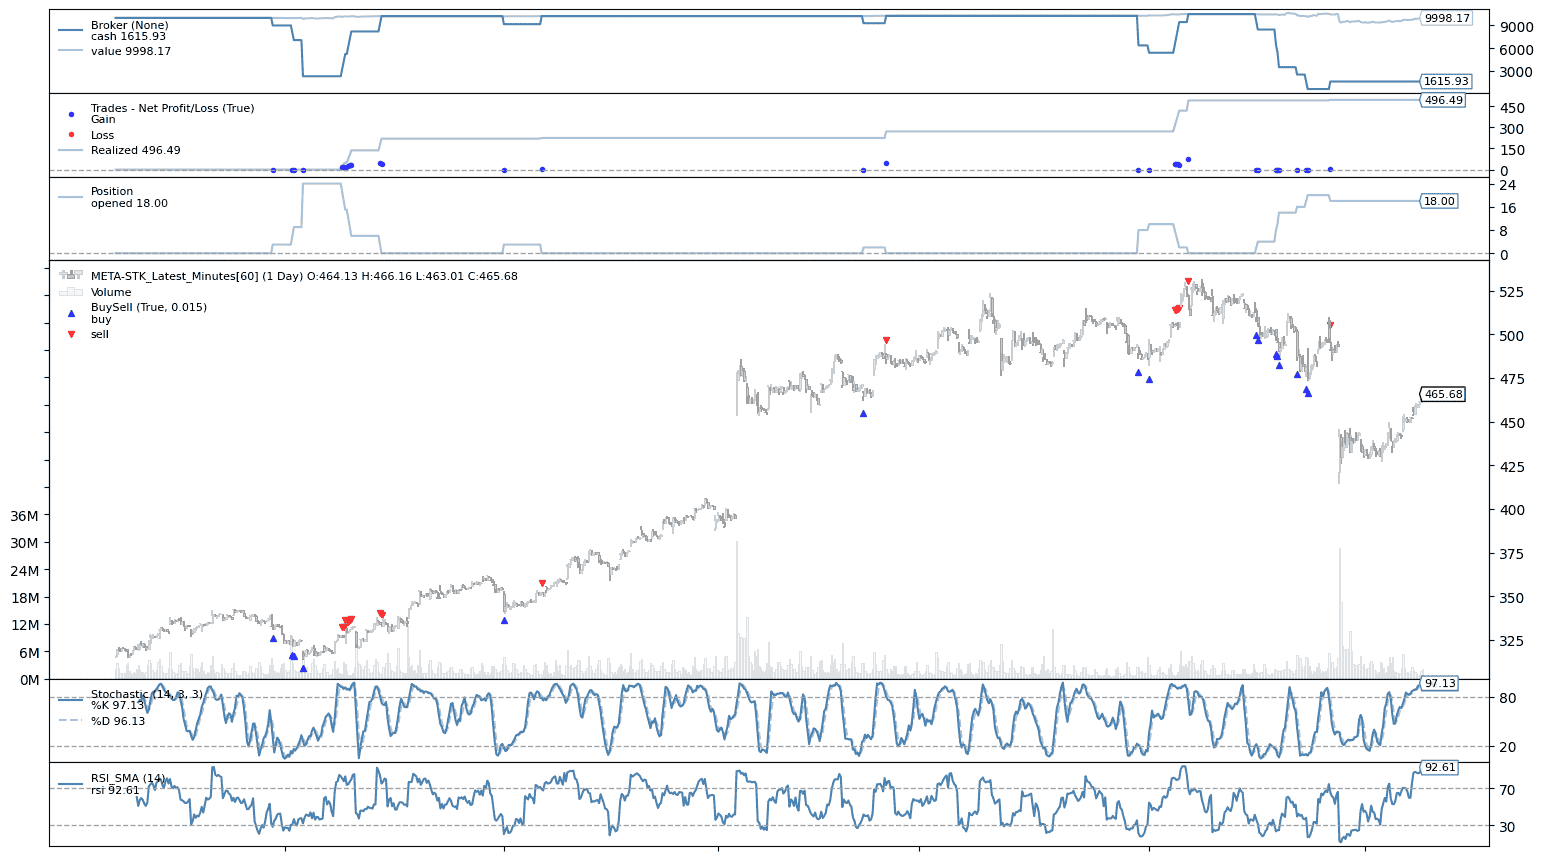 Broker (None)
cash 1615.93
value 9998.17
9998.17
9000
6000
3000
1615.93
Trades - Net Profit/Loss (True)
Gain
Loss
Realized 496.49
496.49
450
300
150
0
Position
opened 18.00
24
18.00
16
8
0
META-STK_Latest_Minutes[60] (1 Day) O:464.13 H:466.16 L:463.01 C:465.68
Volume
BuySell (True, 0.015)
buy
sell
525
500
475
465.68
450
425
400
375
350
325
36M
30M
24M
18M
12M
6M
0M
Stochastic (14, 3, 3)
%K 97.13
%D 96.13
97.13
80
20
RSI_SMA (14)
rsi 92.61
92.61
70
30